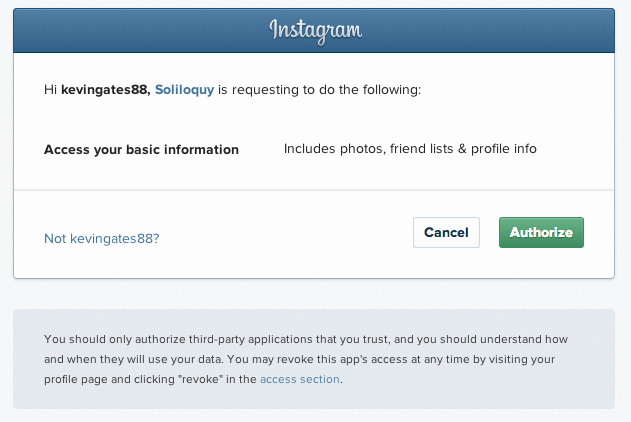 Instagram
Hi kevingates88, Soliloquy is requesting to do the following:
Access your basic information Includes photos, friend lists & profile info
Not kevingates88? Cancel Authorize
You should only authorize third-party applications that you trust, and you should understand how
and when they will use your data. You may revoke this app's access at any time by visiting your
profile page and clicking "revoke" in the access section.